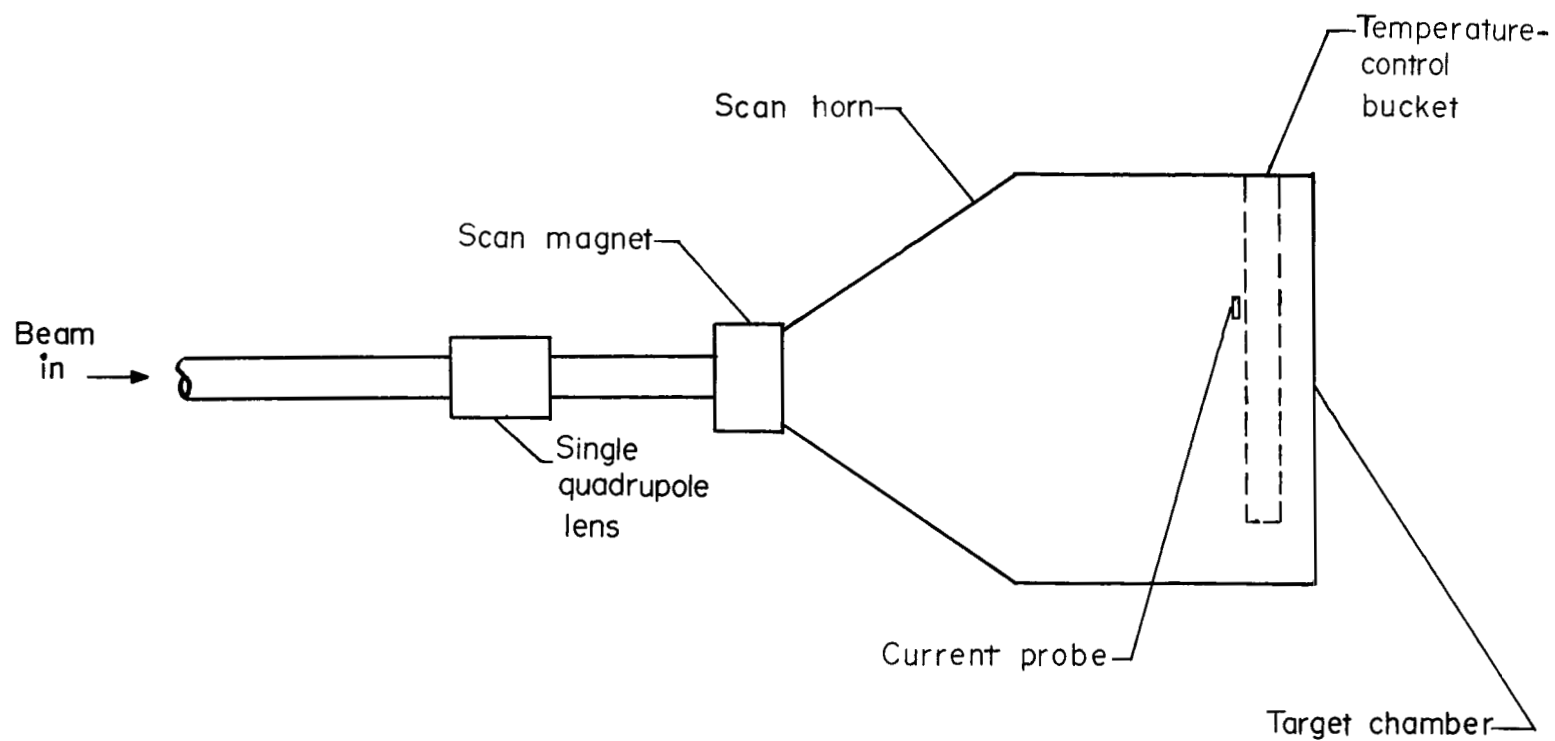 Temperature-
control
bucket
Scan horn
Scan magnet
Beam
in
Single
quadrupole
lens
Current probe
Target chamber